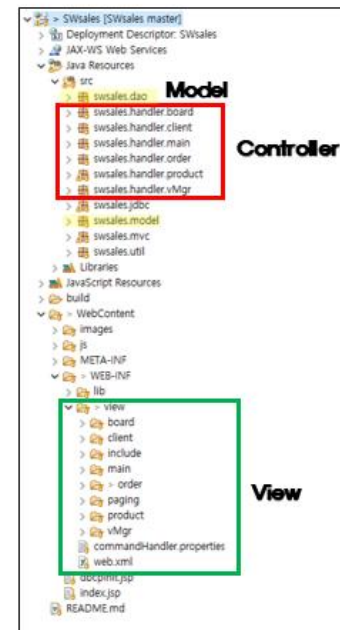 > SWsales [SWsales master]
Deployment Descriptor: SWsales
JAX-WS Web Services
Java Resources
src
swsales.dao Model
swsales.handler.board
swsales.handler.client
swsales.handler.main Controller
swsales.handler.order
swsales.handler.product
swsales.handler.vMgr
swsales.jdbc
swsales.model
swsales.mvc
swsales.util
Libraries
JavaScript Resources
build
> WebContent
images
js
META-INF
> WEB-INF
lib
> view
board
client
include
main
> order
paging View
product
vMgr
commandHandler.properties
web.xml
dbcpInit.jsp
index.jsp
README.md